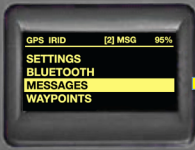 GPS IRID [2] MSG 95%
SETTINGS
BLUETOOTH
MESSAGES
WAYPOINTS